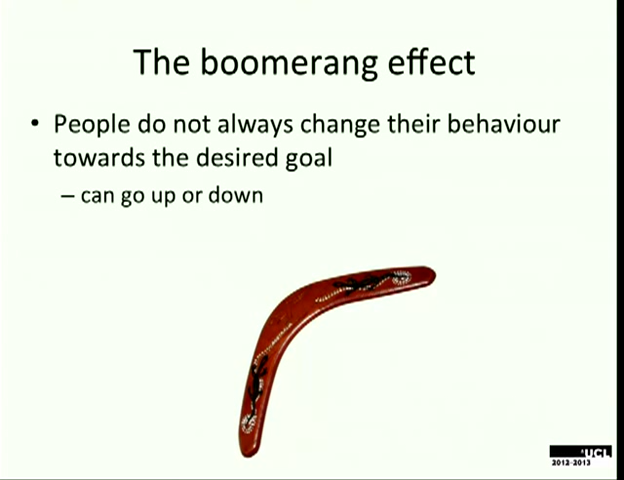 The boomerang effect
• People do not always change their behaviour
towards the desired goal
– can go up or down
UCL
2012-2013